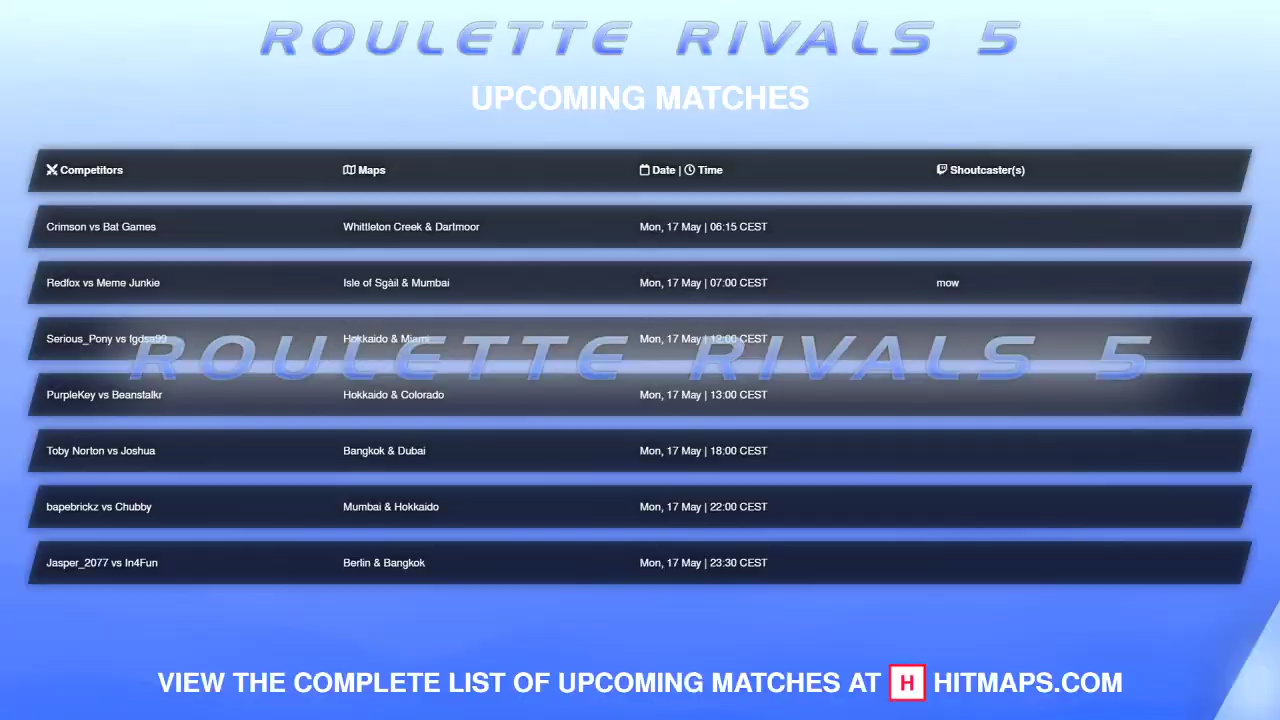 ROULETTE RIVALS 5
UPCOMING MATCHES
Competitors Maps Date | Time Shoutcaster(s)
Crimson vs Bat Games Whittleton Creek & Dartmoor Mon, 17 May | 06:15 CEST
Redfox vs Meme Junkie Isle of Sgàil & Mumbai Mon, 17 May | 07:00 CEST mow
Serious_Pony vs fgdsa99 Hokkaido & Miami Mon, 17 May | 12:00 CEST
ROULETTE RIVALS 5
PurpleKey vs Beanstalkr Hokkaido & Colorado Mon, 17 May | 13:00 CEST
Toby Norton vs Joshua Bangkok & Dubai Mon, 17 May | 18:00 CEST
bapebrickz vs Chubby Mumbai & Hokkaido Mon, 17 May | 22:00 CEST
Jasper_2077 vs In4Fun Berlin & Bangkok Mon, 17 May | 23:30 CEST
VIEW THE COMPLETE LIST OF UPCOMING MATCHES AT H HITMAPS.COM